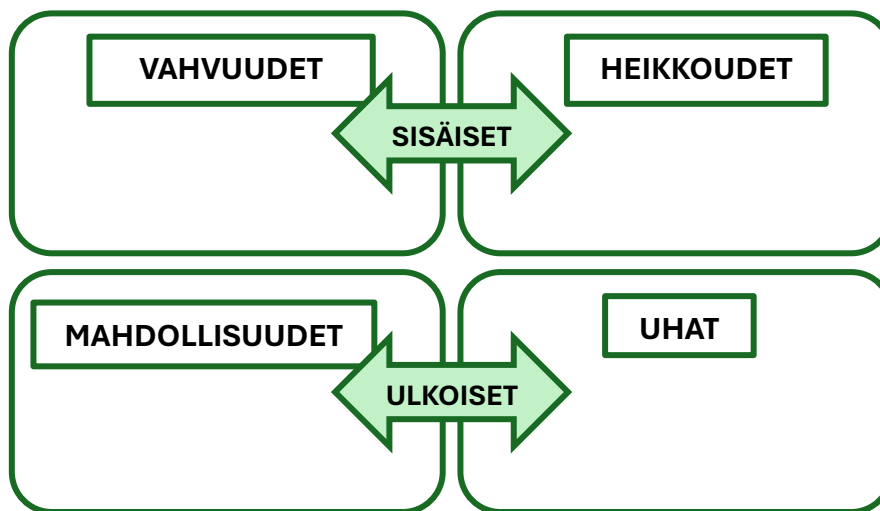 VAHVUUDET
HEIKKOUDET
SISÄISET
MAHDOLLISUUDET
UHAT
ULKOISET